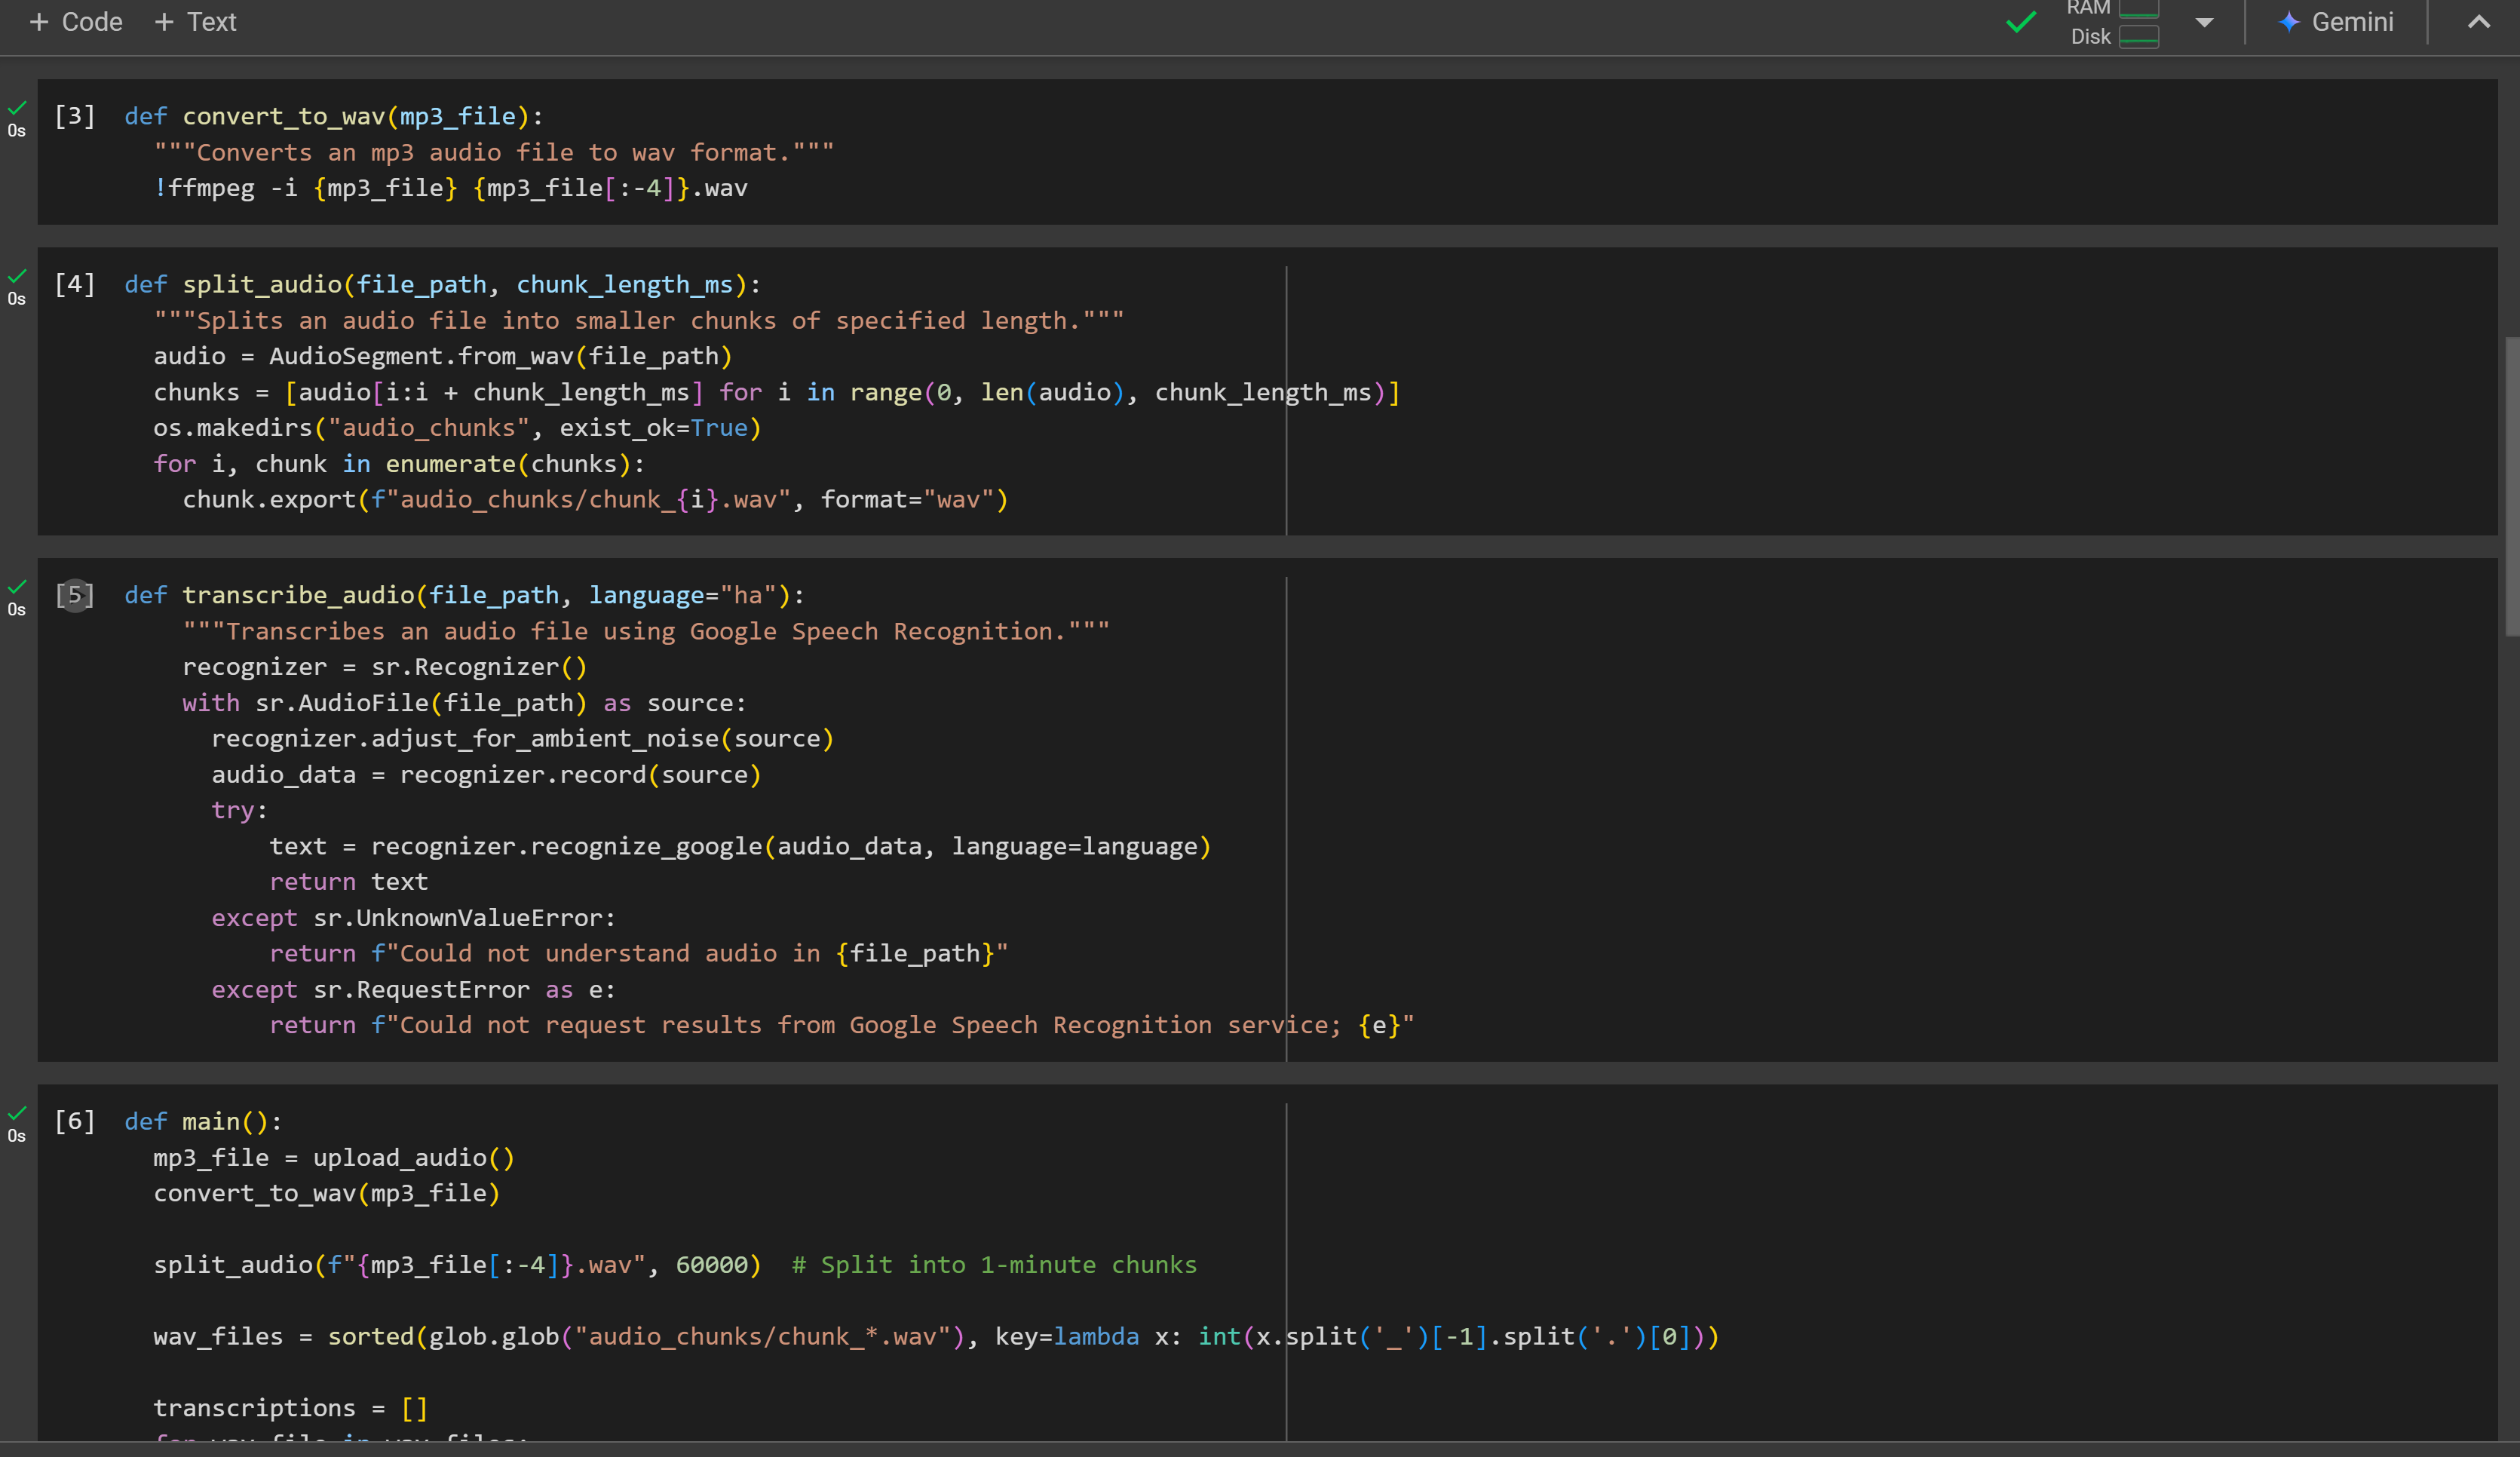 + Code + Text
RAM
Disk
Gemini
0s
[3] def convert_to_wav(mp3_file):
"""Converts an mp3 audio file to wav format."""
!ffmpeg -i {mp3_file} {mp3_file[:-4]}.wav
0s
[4] def split_audio(file_path, chunk_length_ms):
"""Splits an audio file into smaller chunks of specified length."""
audio = AudioSegment.from_wav(file_path)
chunks = [audio[i:i + chunk_length_ms] for i in range(0, len(audio), chunk_length_ms)]
os.makedirs("audio_chunks", exist_ok=True)
for i, chunk in enumerate(chunks):
chunk.export(f"audio_chunks/chunk_{i}.wav", format="wav")
0s
[5] def transcribe_audio(file_path, language="ha"):
"""Transcribes an audio file using Google Speech Recognition."""
recognizer = sr.Recognizer()
with sr.AudioFile(file_path) as source:
recognizer.adjust_for_ambient_noise(source)
audio_data = recognizer.record(source)
try:
text = recognizer.recognize_google(audio_data, language=language)
return text
except sr.UnknownValueError:
return f"Could not understand audio in {file_path}"
except sr.RequestError as e:
return f"Could not request results from Google Speech Recognition service; {e}"
0s
[6] def main():
mp3_file = upload_audio()
convert_to_wav(mp3_file)
split_audio(f"{mp3_file[:-4]}.wav", 60000) # Split into 1-minute chunks
wav_files = sorted(glob.glob("audio_chunks/chunk_*.wav"), key=lambda x: int(x.split('_')[-1].split('.')[0]))
transcriptions = []
for wav_file in wav_files: